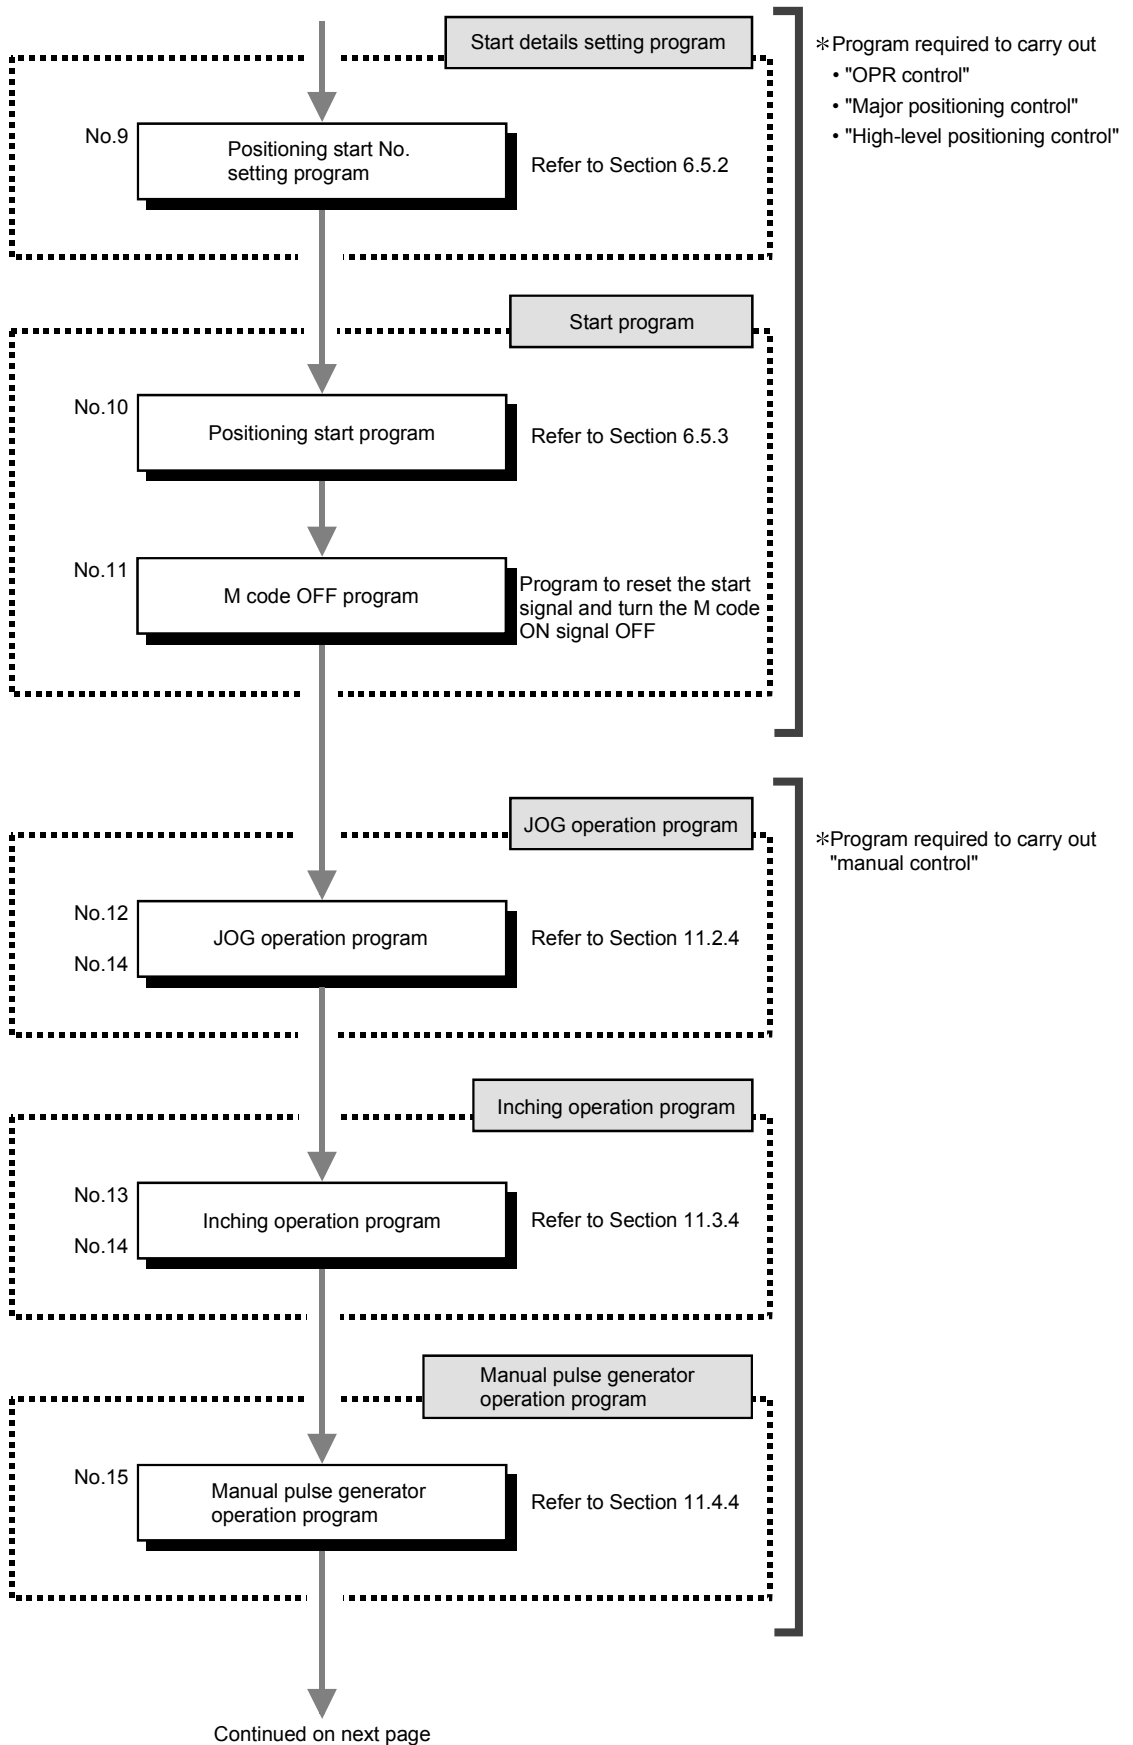 Start details setting program
*Program required to carry out
• "OPR control"
• "Major positioning control"
• "High-level positioning control"
No.9
Positioning start No.
setting program
Refer to Section 6.5.2
Start program
No.10
Positioning start program
Refer to Section 6.5.3
No.11
M code OFF program
Program to reset the start
signal and turn the M code
ON signal OFF
JOG operation program
*Program required to carry out
"manual control"
No.12
No.14
JOG operation program
Refer to Section 11.2.4
Inching operation program
No.13
No.14
Inching operation program
Refer to Section 11.3.4
Manual pulse generator
operation program
No.15
Manual pulse generator
operation program
Refer to Section 11.4.4
Continued on next page